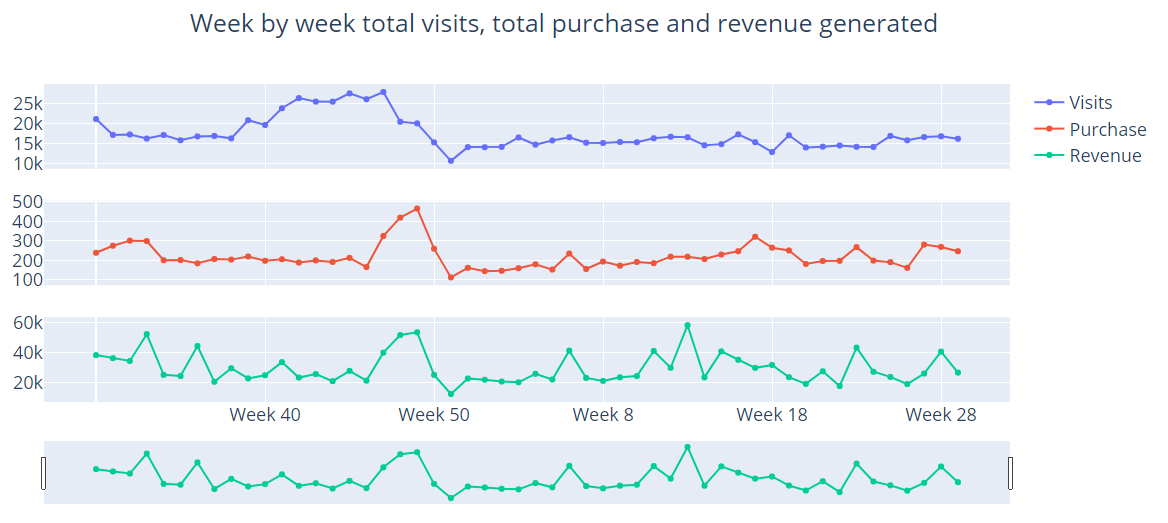 Week by week total visits, total purchase and revenue generated
25k
20k
15k
10k
Visits
Purchase
Revenue
500
400
300
200
100
60k
40k
20k
Week 40 Week 50 Week 8 Week 18 Week 28